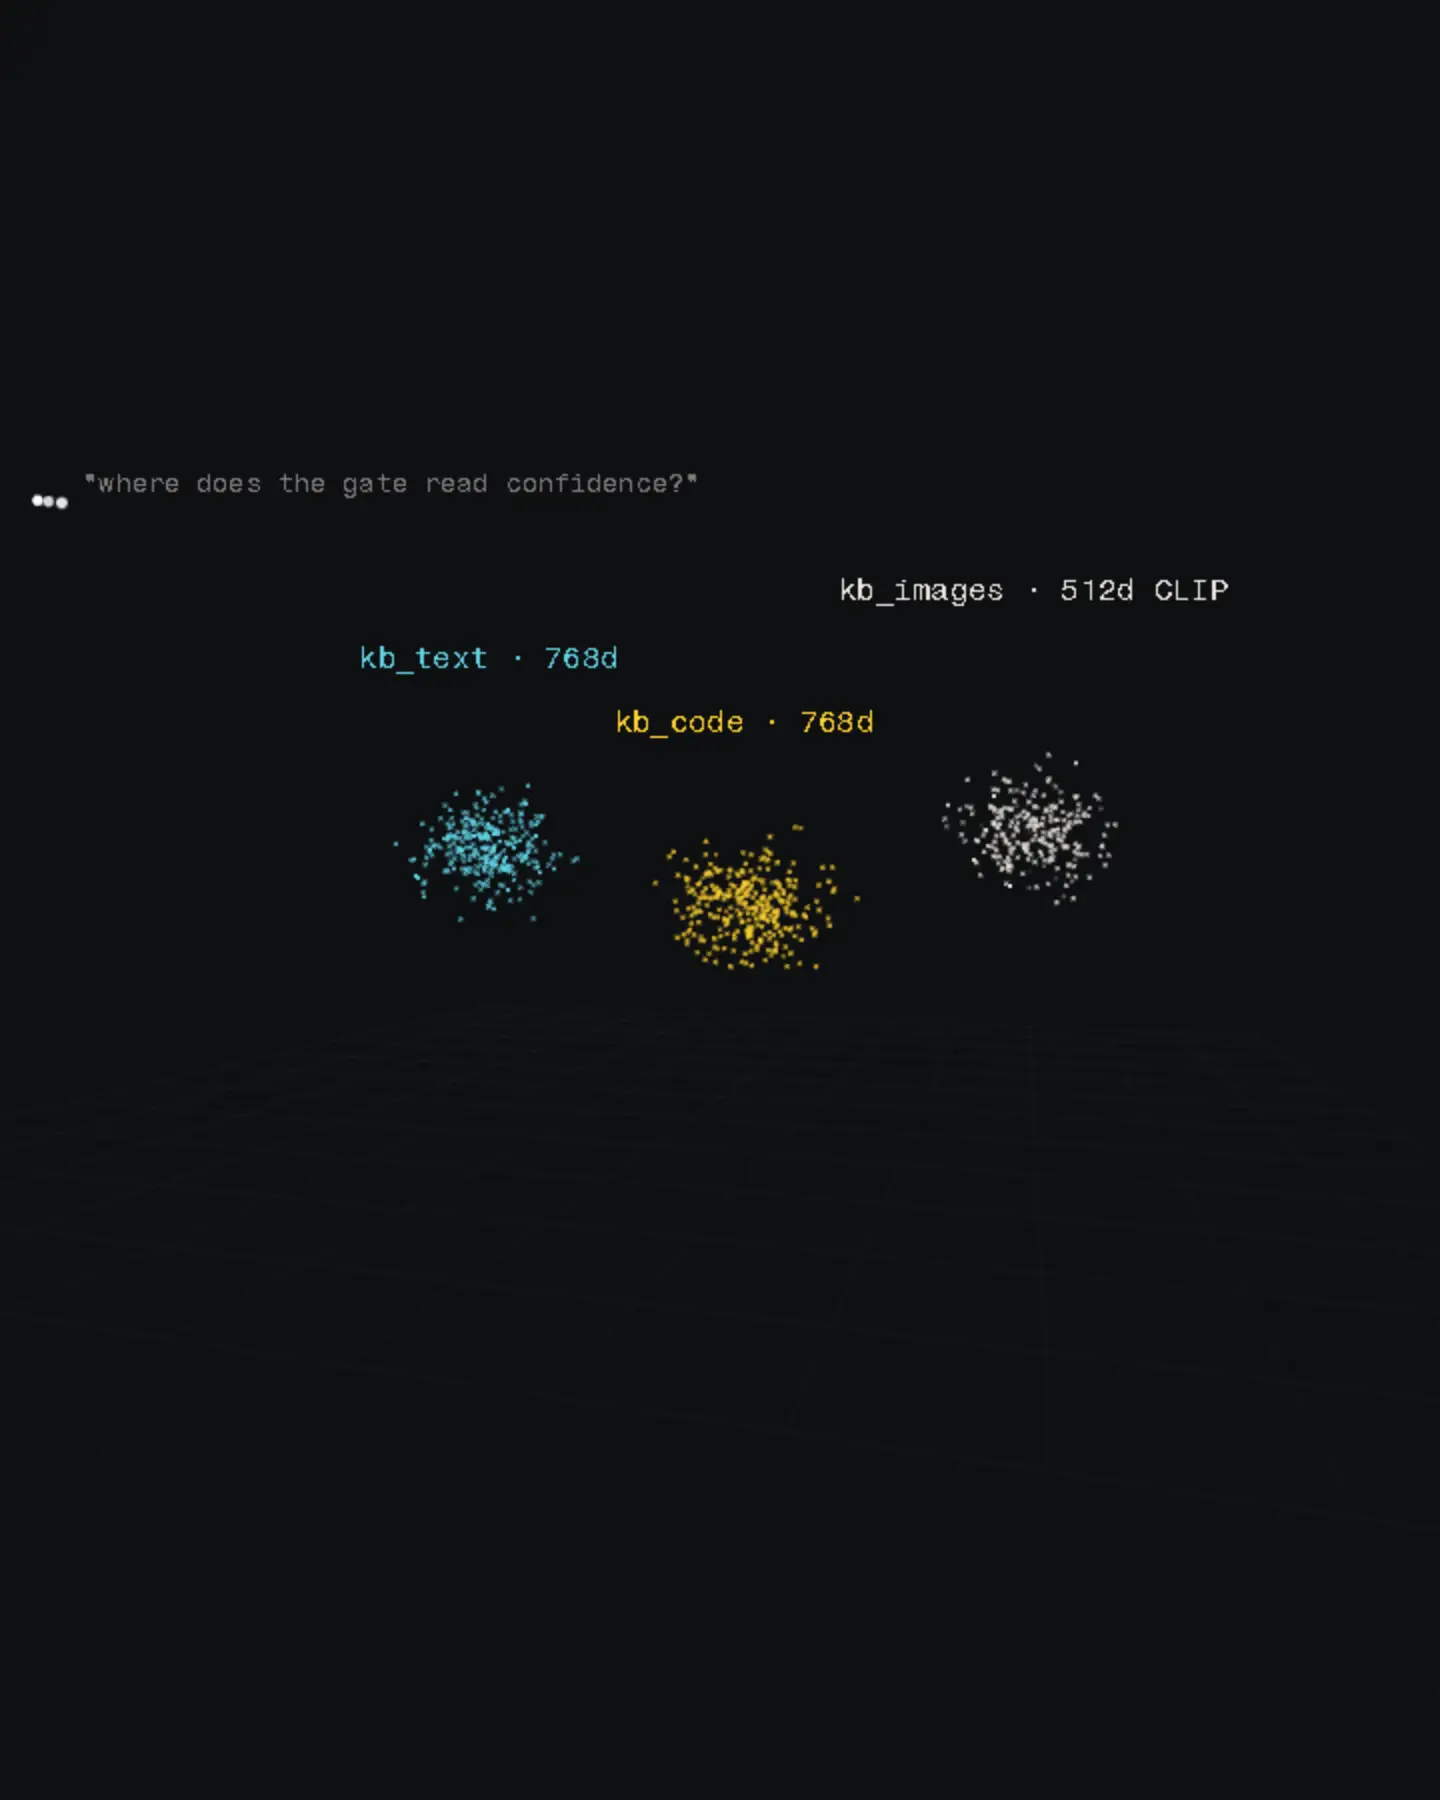 "where does the gate read confidence?"
kb_images · 512d CLIP
kb_text · 768d
kb_code · 768d